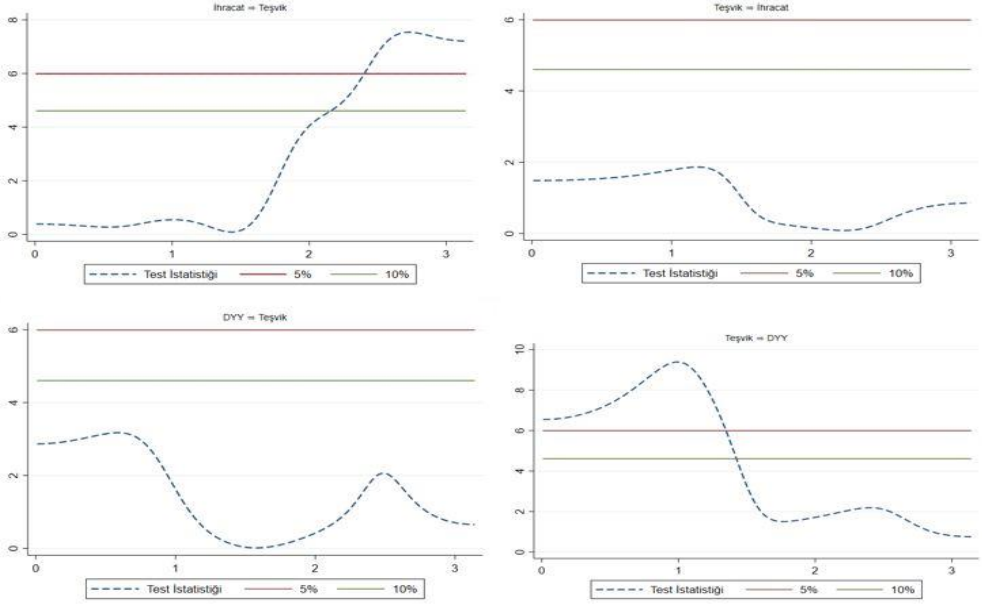 İhracat ⇒ Teşvik
8
6
4
2
0
0 1 2 3
Test İstatistiği 5% 10%
Teşvik ⇒ İhracat
6
4
2
0
0 1 2 3
Test İstatistiği 5% 10%
DYY ⇒ Teşvik
6
4
2
0
0 1 2 3
Test İstatistiği 5% 10%
Teşvik ⇒ DYY
10
8
6
4
2
0
0 1 2 3
Test İstatistiği 5% 10%